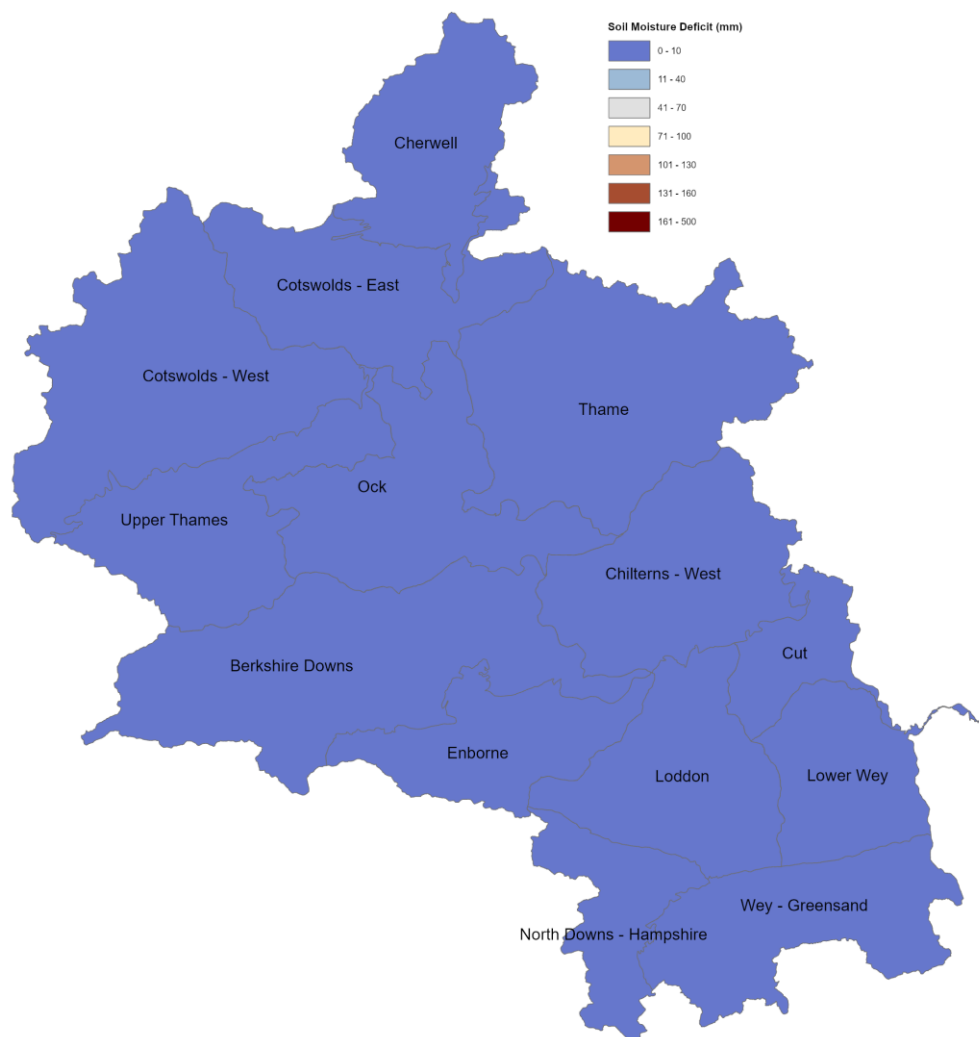 Soil Moisture Deficit (mm)
0 - 10
11 - 40
41 - 70
71 - 100
101 - 130
131 - 160
161 - 500
Cherwell
Cotswolds - East
Cotswolds - West
Thame
Ock
Upper Thames
Chilterns - West
Cut
Berkshire Downs
Enborne
Loddon
Lower Wey
Wey - Greensand
North Downs - Hampshire